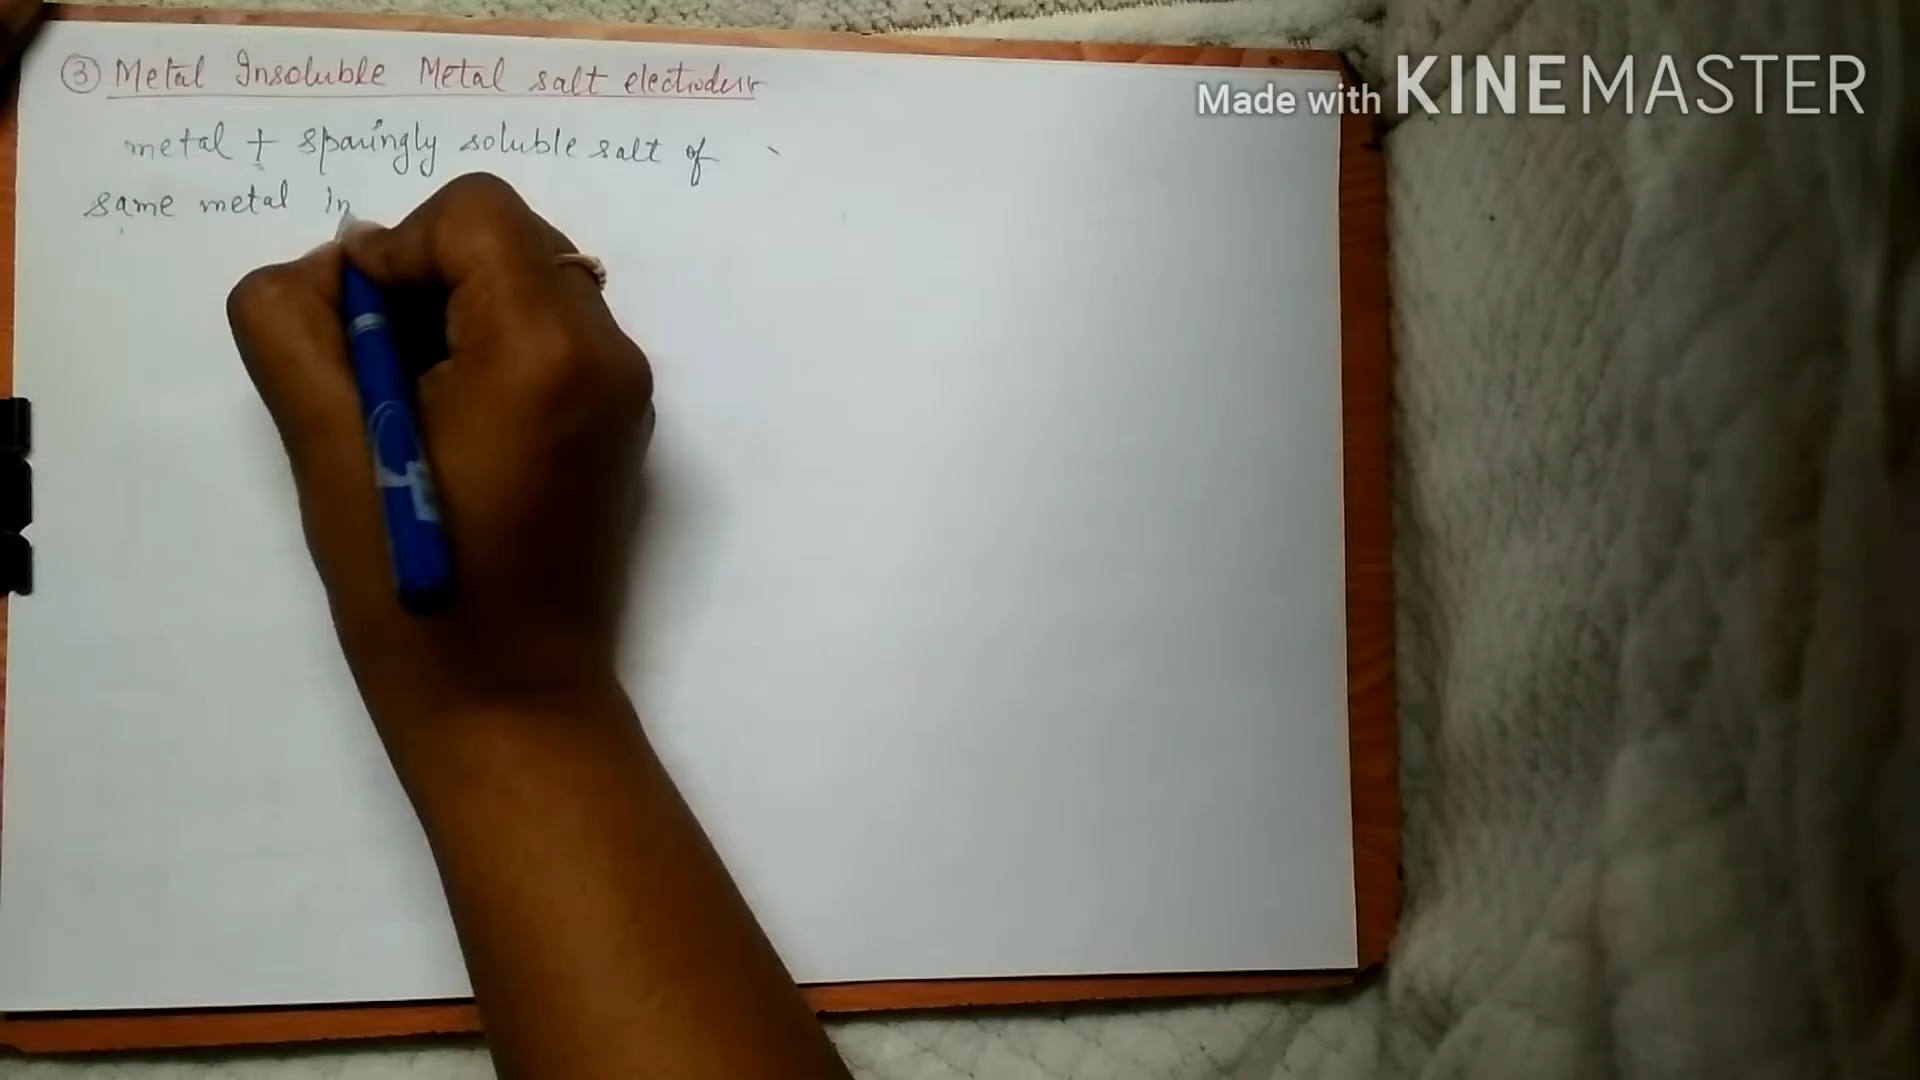 ③ Metal Insoluble Metal salt electrodes
metal + sparingly soluble salt of
same metal in
Made with KINEMASTER